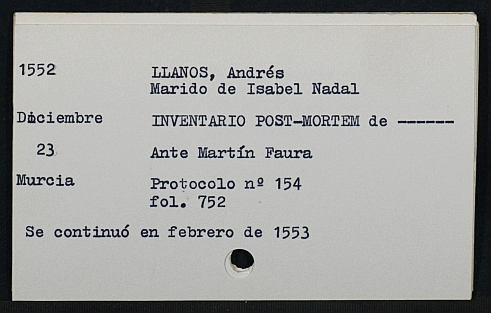 1552 LLANOS, Andrés
Marido de Isabel Nadal
Diciembre INVENTARIO POST-MORTEM de ------
23 Ante Martín Faura
Murcia Protocolo nº 154
fol. 752
Se continuó en febrero de 1553